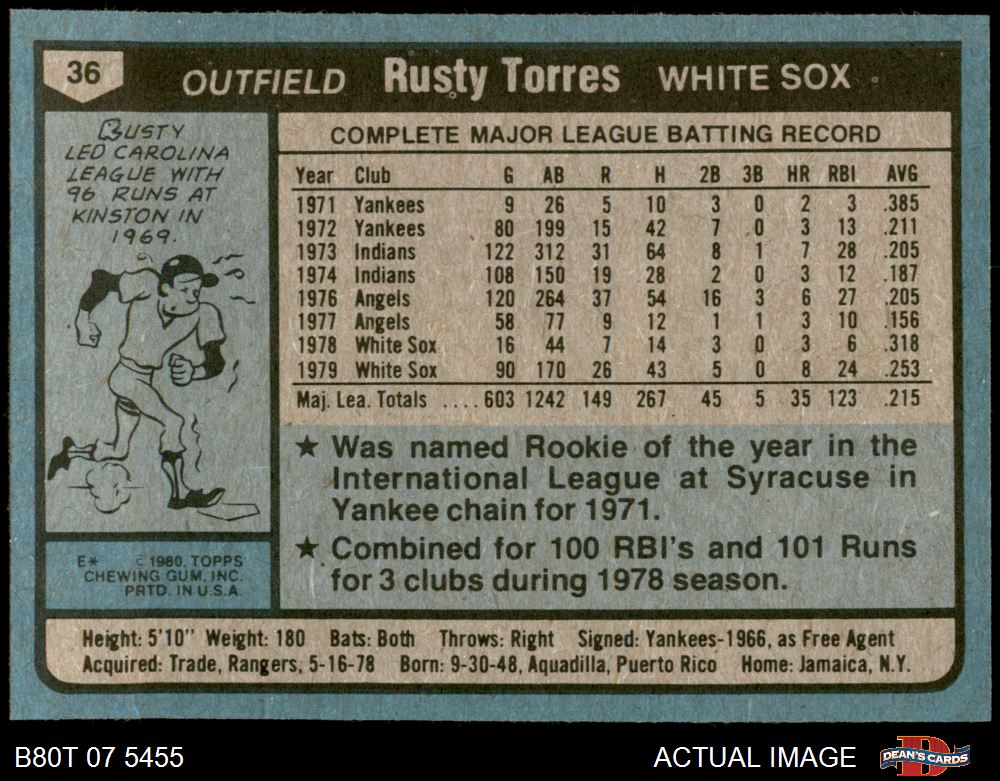 36 OUTFIELD Rusty Torres WHITE SOX
RUSTY
LED CAROLINA
LEAGUE WITH
96 RUNS AT
KINSTON IN
1969.
COMPLETE MAJOR LEAGUE BATTING RECORD
Year Club G AB R H 2B 3B HR RBI AVG
1971 Yankees 9 26 5 10 3 0 2 3 .385
1972 Yankees 80 199 15 42 7 0 3 13 .211
1973 Indians 122 312 31 64 8 1 7 28 .205
1974 Indians 108 150 19 28 2 0 3 12 .187
1976 Angels 120 264 37 54 16 3 6 27 .205
1977 Angels 58 77 9 12 1 1 3 10 .156
1978 White Sox 16 44 7 14 3 0 3 6 .318
1979 White Sox 90 170 26 43 5 0 8 24 .253
Maj. Lea. Totals .... 603 1242 149 267 45 5 35 123 .215
★ Was named Rookie of the year in the
International League at Syracuse in
Yankee chain for 1971.
★ Combined for 100 RBI's and 101 Runs
for 3 clubs during 1978 season.
E* © 1980. TOPPS
CHEWING GUM, INC.
PRTD. IN U.S.A.
Height: 5'10" Weight: 180 Bats: Both Throws: Right Signed: Yankees-1966, as Free Agent
Acquired: Trade, Rangers, 5-16-78 Born: 9-30-48, Aquadilla, Puerto Rico Home: Jamaica, N.Y.
B80T 07 5455 ACTUAL IMAGE DEAN'S CARDS